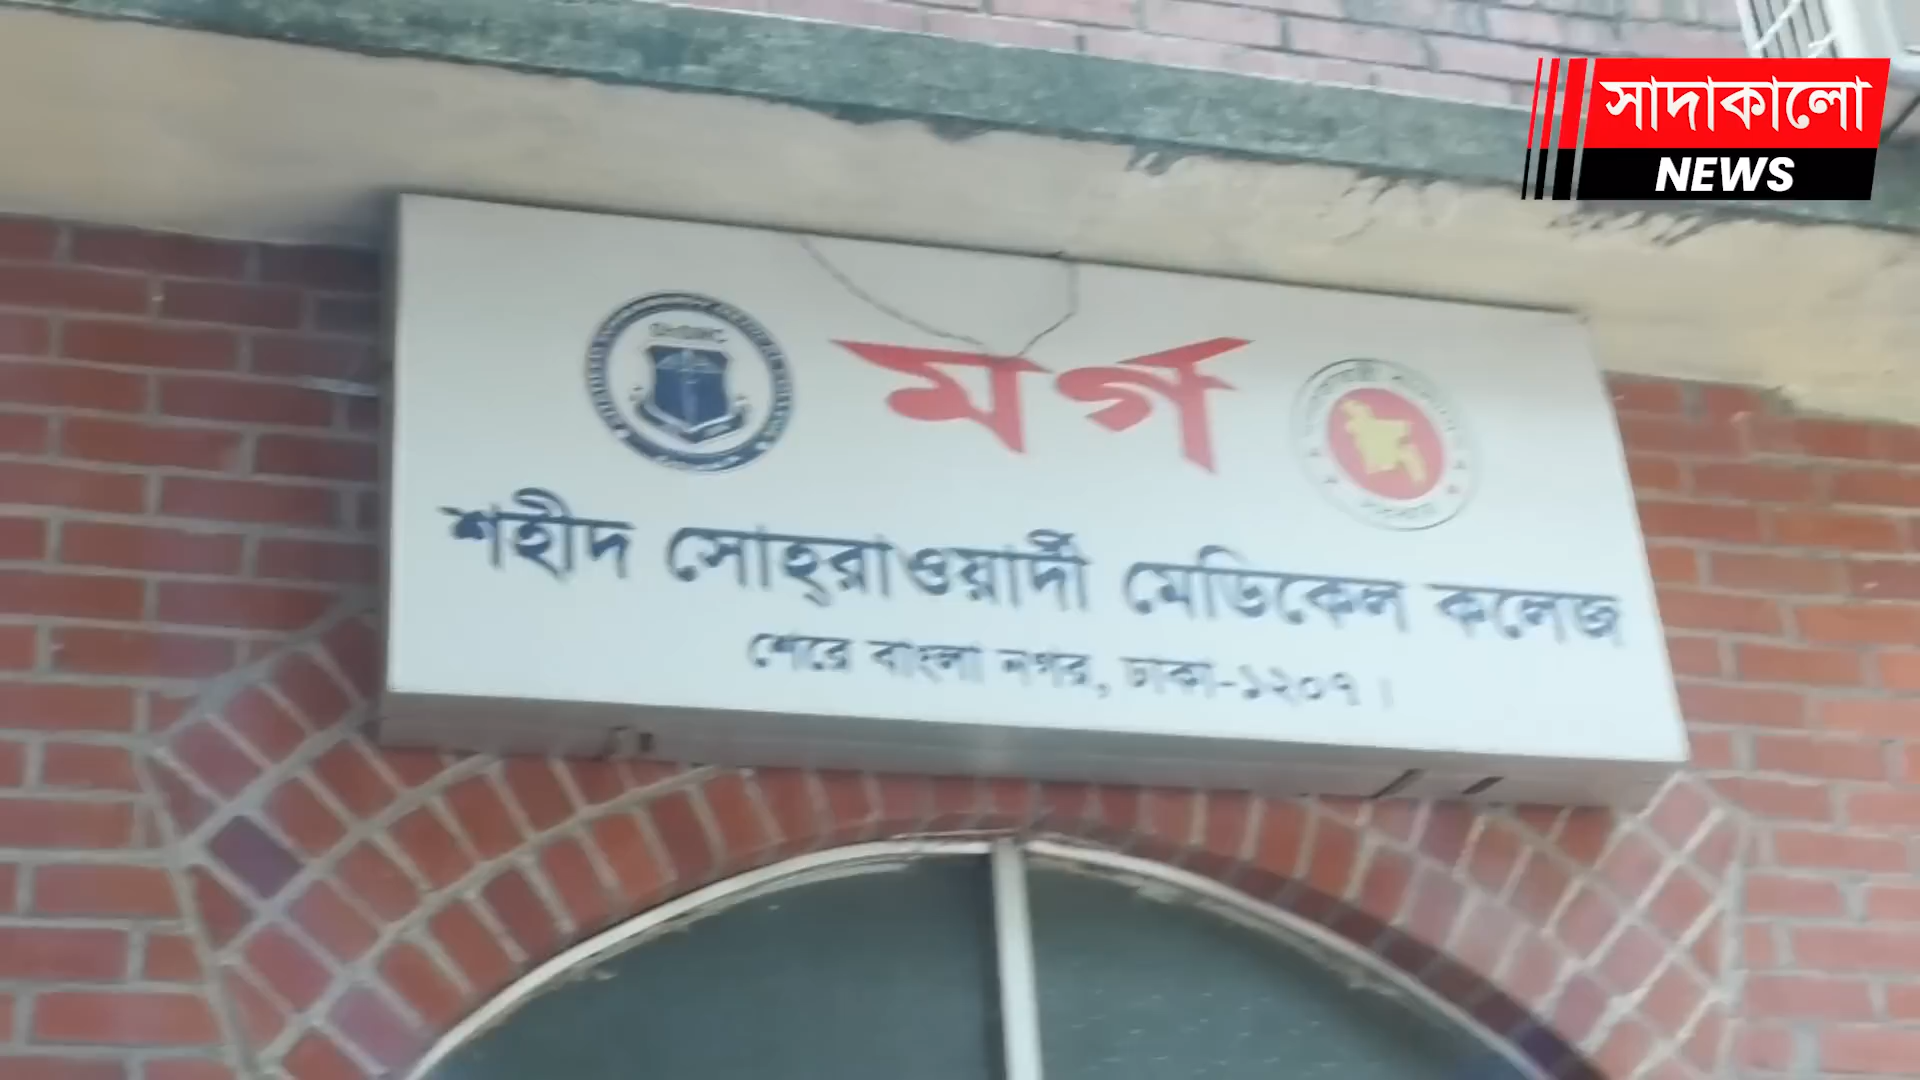 সাদাকালো
NEWS
মর্গ
শহীদ সোহ্‌রাওয়ার্দী মেডিকেল কলেজ
শেরে বাংলা নগর, ঢাকা-১২০৭।